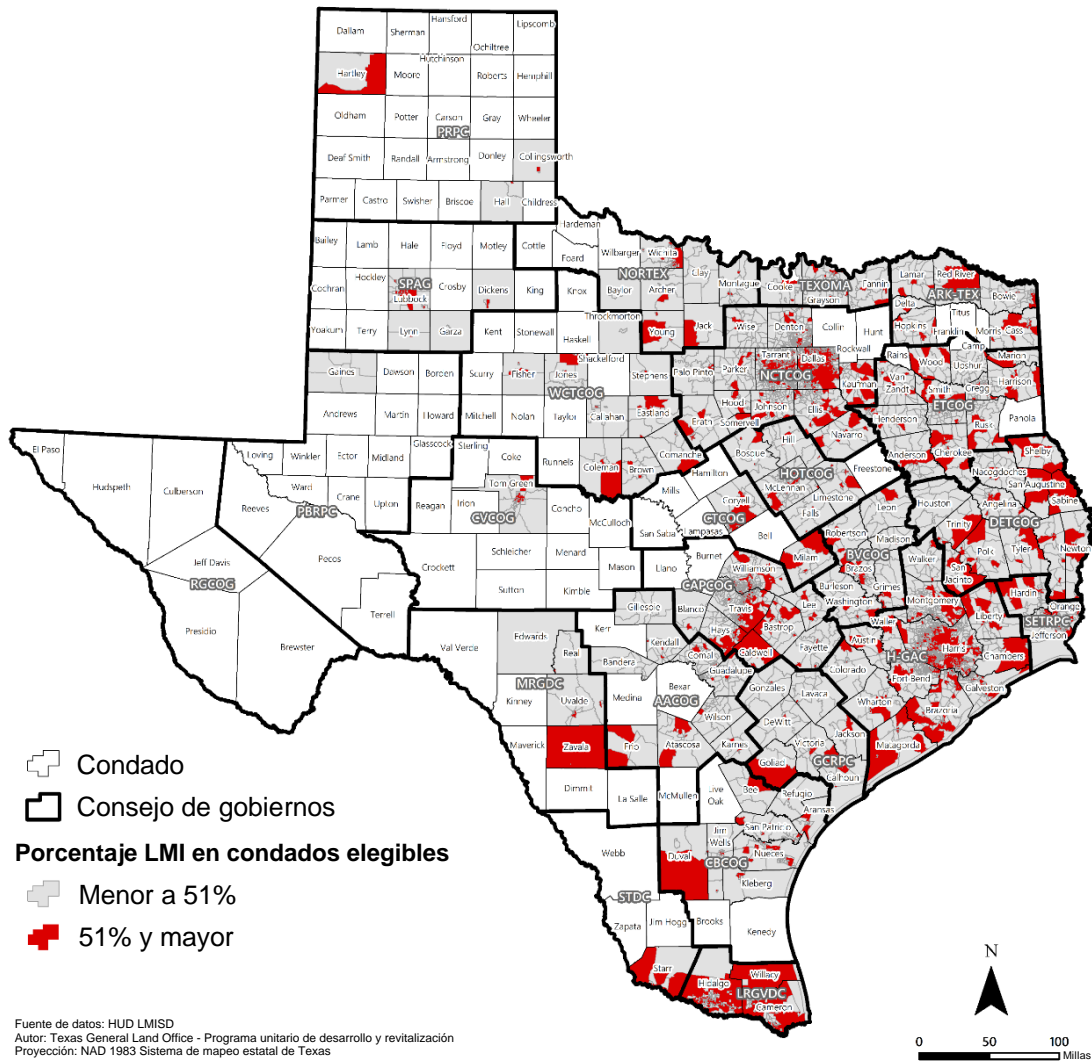 Dallam
Sherman
Hansford
Ochiltree
Lipscomb
Hartley
Moore
Hutchinson
Roberts
Hemphill
Oldham
Potter
Carson
Gray
Wheeler
PRPC
Deaf Smith
Randall
Armstrong
Donley
Collingsworth
Parmer
Castro
Swisher
Briscoe
Hall
Childress
Bailey
Lamb
Hale
Floyd
Motley
Cottle
Hardeman
Foard
Wilbarger
Wichita
Clay
Montague
Cooke
Grayson
Fannin
Lamar
Red River
Bowie
NORTEX
TEXOMA
ARK-TEX
Cochran
Hockley
SPAG
Lubbock
Crosby
Dickens
King
Knox
Baylor
Archer
Delta
Titus
Hopkins
Franklin
Morris
Cass
Yoakum
Terry
Lynn
Garza
Kent
Stonewall
Haskell
Throckmorton
Young
Jack
Wise
Denton
Collin
Hunt
Rockwall
Camp
Rains
Wood
Upshur
Marion
Gaines
Dawson
Borden
Scurry
Fisher
Jones
Shackelford
Stephens
Palo Pinto
Parker
Tarrant
Dallas
NCTCOG
Kaufman
Van
Zandt
Smith
Gregg
Harrison
WCTCOG
Andrews
Martin
Howard
Mitchell
Nolan
Taylor
Callahan
Eastland
Erath
Hood
Somervell
Johnson
Ellis
Navarro
Henderson
ETCOG
Rusk
Panola
El Paso
Hudspeth
Culberson
Loving
Winkler
Ector
Midland
Glasscock
Sterling
Coke
Runnels
Coleman
Brown
Comanche
Hamilton
Bosque
Hill
Freestone
Anderson
Cherokee
Shelby
Nacogdoches
San Augustine
Sabine
Reeves
Ward
Crane
Upton
PBRPC
Reagan
Irion
Tom Green
CVCOG
Concho
McCulloch
Mills
San Saba
Lampasas
Coryell
CTCOG
Bell
HOTCOG
McLennan
Limestone
Falls
Leon
Houston
Angelina
DETCOG
Trinity
Polk
Tyler
Newton
Jeff Davis
RGCOG
Pecos
Crockett
Schleicher
Menard
Mason
Llano
Burnet
Williamson
Milam
Robertson
Madison
BVCOG
Brazos
Walker
San
Jacinto
Hardin
Presidio
Brewster
Terrell
Sutton
Kimble
Gillespie
Blanco
CAPCOG
Travis
Lee
Burleson
Washington
Grimes
Montgomery
Liberty
Orange
SETRPG
Jefferson
Val Verde
Edwards
Real
Kerr
Kendall
Hays
Bastrop
Caldwell
Fayette
Austin
Waller
H-GAC
Harris
Chambers
MRGDC
Bandera
Comal
Guadalupe
Colorado
Fort Bend
Galveston
Kinney
Uvalde
Medina
Bexar
AACOG
Wilson
Gonzales
Lavaca
Wharton
Brazoria
Maverick
Zavala
Frio
Atascosa
Karnes
DeWitt
Victoria
Jackson
Matagorda
GCRPC
Goliad
Calhoun
Dimmit
La Salle
McMullen
Live
Oak
Bee
Refugio
Aransas
Webb
Duval
Jim
Wells
San Patricio
Nueces
CBCOG
Kleberg
STDC
Zapata
Jim Hogg
Brooks
Kenedy
Starr
Hidalgo
Willacy
LRGVDC
Cameron
Condado
Consejo de gobiernos
Porcentaje LMI en condados elegibles
Menor a 51%
51% y mayor
Fuente de datos: HUD LMISD
Autor: Texas General Land Office - Programa unitario de desarrollo y revitalización
Proyección: NAD 1983 Sistema de mapeo estatal de Texas
N
0 50 100
Millas